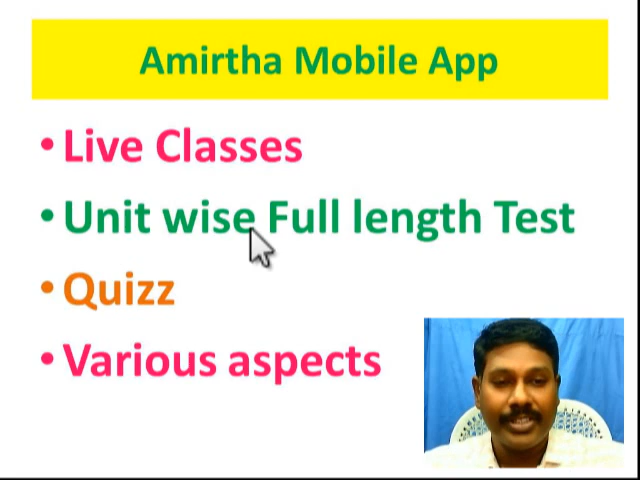 Amirtha Mobile App
• Live Classes
• Unit wise Full length Test
• Quizz
• Various aspects